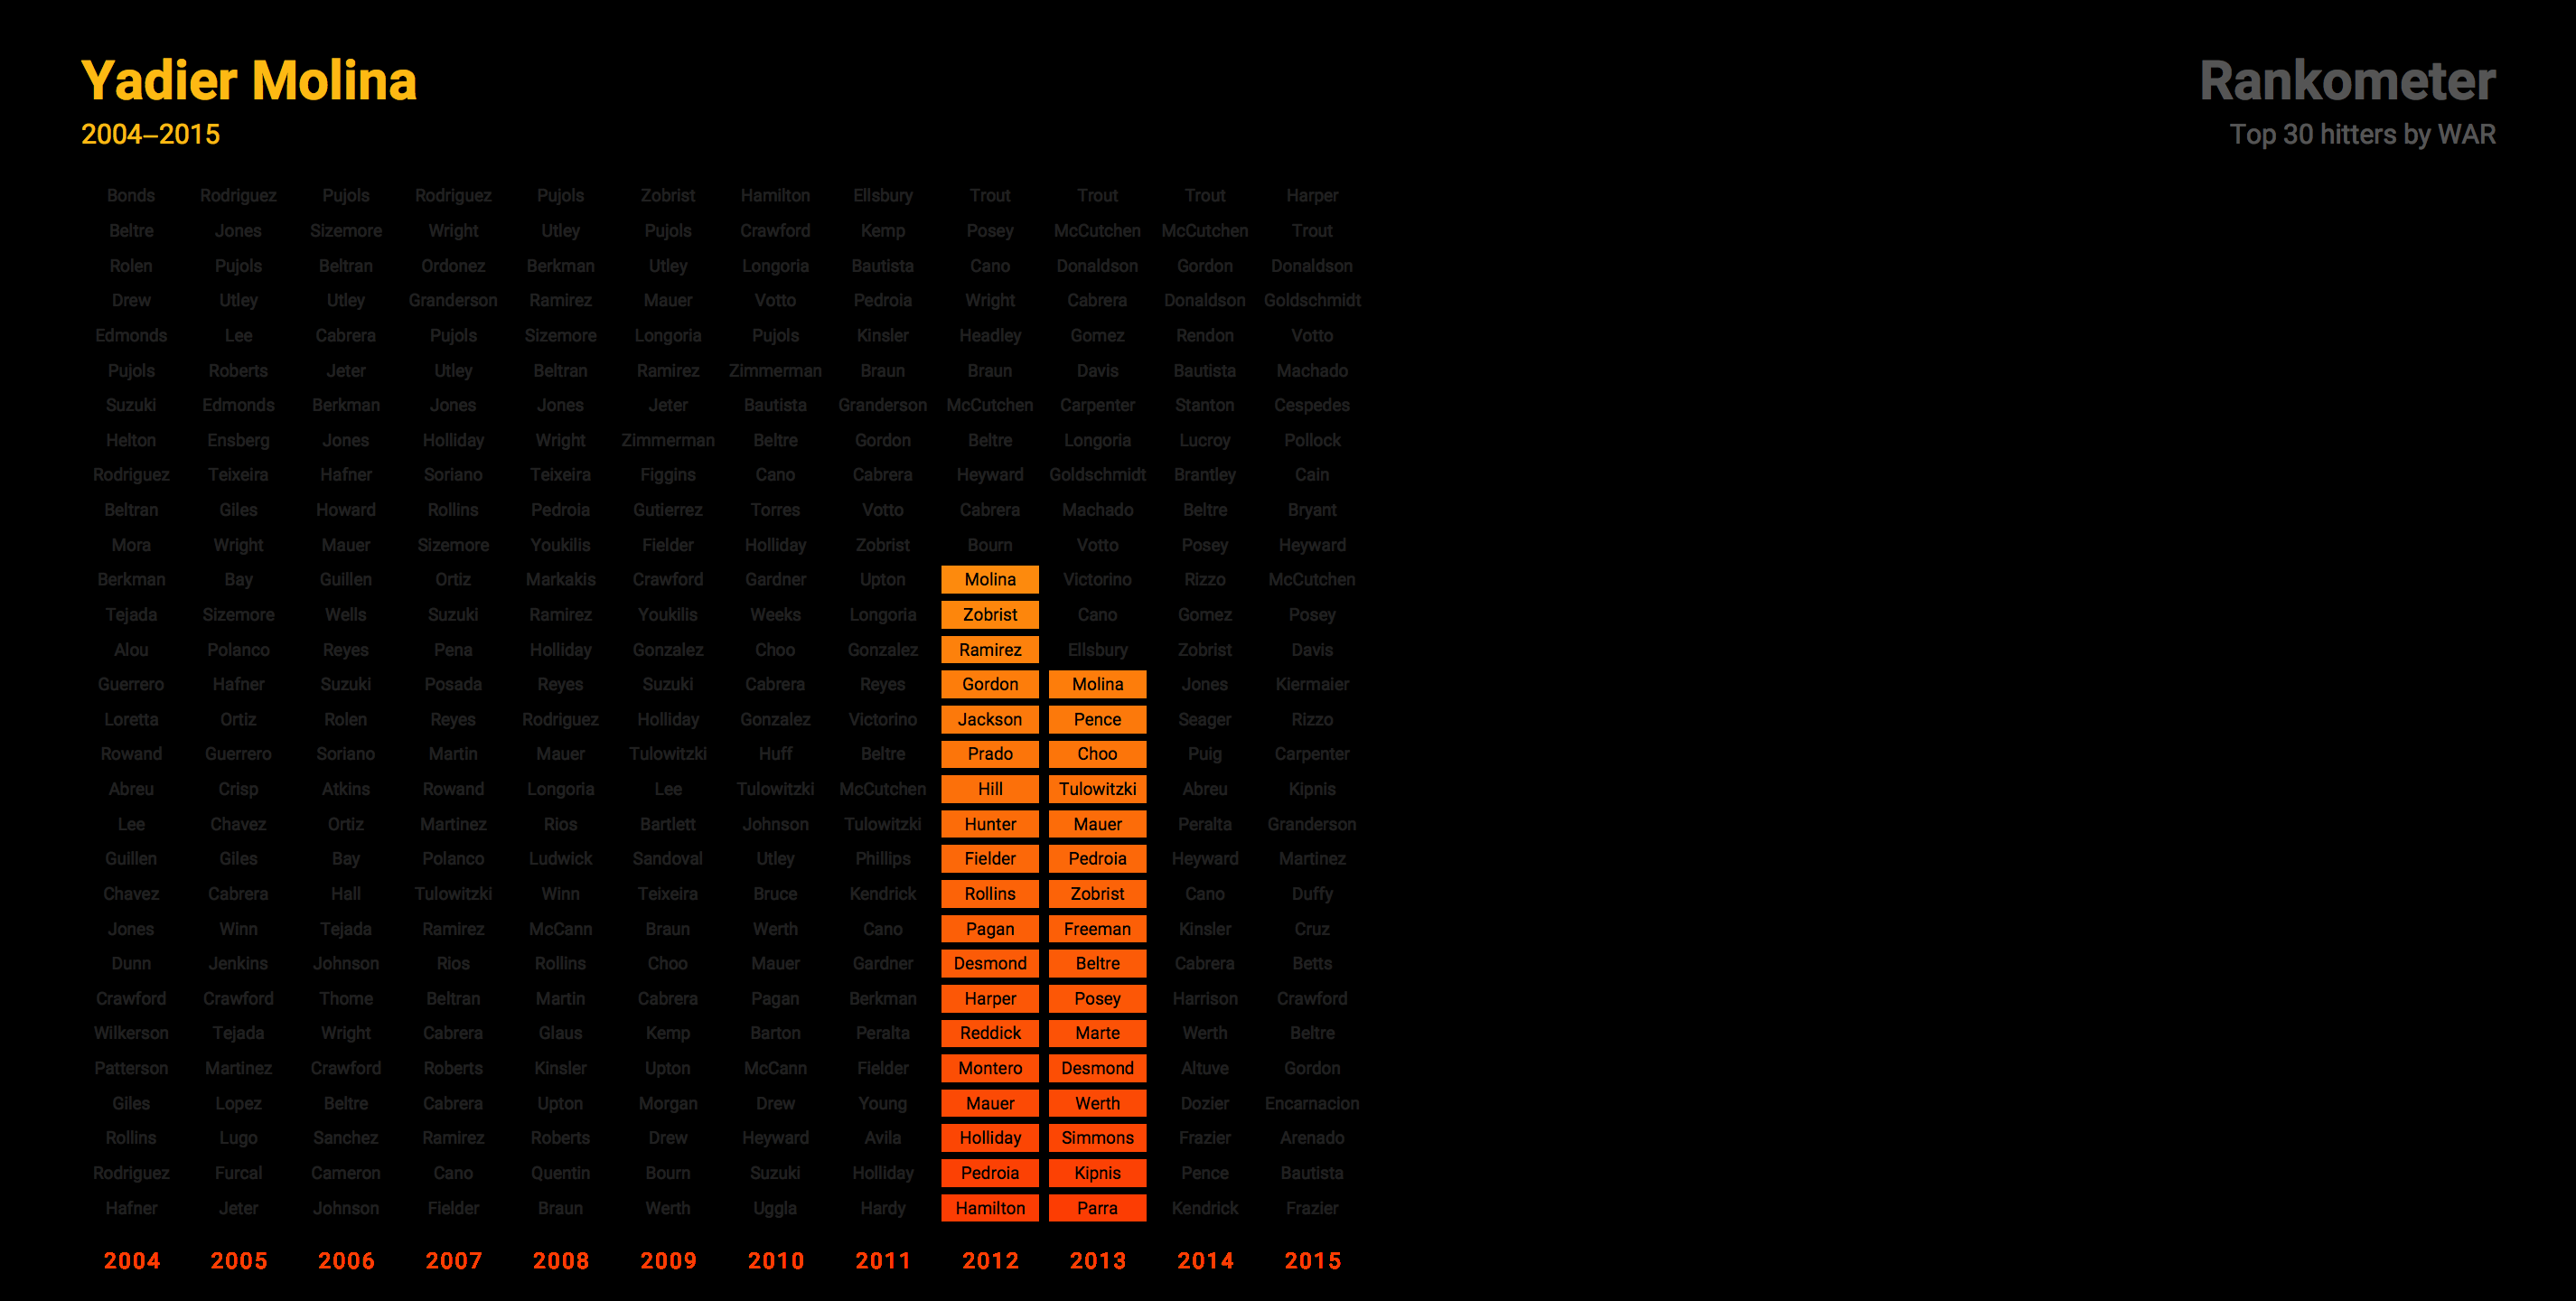 Yadier Molina
2004–2015
Rankometer
Top 30 hitters by WAR
Bonds Rodriguez Pujols Rodriguez Pujols Zobrist Hamilton Ellsbury Trout Trout Trout Harper
Beltre Jones Sizemore Wright Utley Pujols Crawford Kemp Posey McCutchen McCutchen Trout
Rolen Pujols Beltran Ordonez Berkman Utley Longoria Bautista Cano Donaldson Gordon Donaldson
Drew Utley Utley Granderson Ramirez Mauer Votto Pedroia Wright Cabrera Donaldson Goldschmidt
Edmonds Lee Cabrera Pujols Sizemore Longoria Pujols Kinsler Headley Gomez Rendon Votto
Pujols Roberts Jeter Utley Beltran Ramirez Zimmerman Braun Braun Davis Bautista Machado
Suzuki Edmonds Berkman Jones Jones Jeter Bautista Granderson McCutchen Carpenter Stanton Cespedes
Helton Ensberg Jones Holliday Wright Zimmerman Beltre Gordon Beltre Longoria Lucroy Pollock
Rodriguez Teixeira Hafner Soriano Teixeira Figgins Cano Cabrera Heyward Goldschmidt Brantley Cain
Beltran Giles Howard Rollins Pedroia Gutierrez Torres Votto Cabrera Machado Beltre Bryant
Mora Wright Mauer Sizemore Youkilis Fielder Holliday Zobrist Bourn Votto Posey Heyward
Berkman Bay Guillen Ortiz Markakis Crawford Gardner Upton Molina Victorino Rizzo McCutchen
Tejada Sizemore Wells Suzuki Ramirez Youkilis Weeks Longoria Zobrist Cano Gomez Posey
Alou Polanco Reyes Pena Holliday Gonzalez Choo Gonzalez Ramirez Ellsbury Zobrist Davis
Guerrero Hafner Suzuki Posada Reyes Suzuki Cabrera Reyes Gordon Molina Jones Kiermaier
Loretta Ortiz Rolen Reyes Rodriguez Holliday Gonzalez Victorino Jackson Pence Seager Rizzo
Rowand Guerrero Soriano Martin Mauer Tulowitzki Huff Beltre Prado Choo Puig Carpenter
Abreu Crisp Atkins Rowand Longoria Lee Tulowitzki McCutchen Hill Tulowitzki Abreu Kipnis
Lee Chavez Ortiz Martinez Rios Bartlett Johnson Tulowitzki Hunter Mauer Peralta Granderson
Guillen Giles Bay Polanco Ludwick Sandoval Utley Phillips Fielder Pedroia Heyward Martinez
Chavez Cabrera Hall Tulowitzki Winn Teixeira Bruce Kendrick Rollins Zobrist Cano Duffy
Jones Winn Tejada Ramirez McCann Braun Werth Cano Pagan Freeman Kinsler Cruz
Dunn Jenkins Johnson Rios Rollins Choo Mauer Gardner Desmond Beltre Cabrera Betts
Crawford Crawford Thome Beltran Martin Cabrera Pagan Berkman Harper Posey Harrison Crawford
Wilkerson Tejada Wright Cabrera Glaus Kemp Barton Peralta Reddick Marte Werth Beltre
Patterson Martinez Crawford Roberts Kinsler Upton McCann Fielder Montero Desmond Altuve Gordon
Giles Lopez Beltre Cabrera Upton Morgan Drew Young Mauer Werth Dozier Encarnacion
Rollins Lugo Sanchez Ramirez Roberts Drew Heyward Avila Holliday Simmons Frazier Arenado
Rodriguez Furcal Cameron Cano Quentin Bourn Suzuki Holliday Pedroia Kipnis Pence Bautista
Hafner Jeter Johnson Fielder Braun Werth Uggla Hardy Hamilton Parra Kendrick Frazier
2004 2005 2006 2007 2008 2009 2010 2011 2012 2013 2014 2015